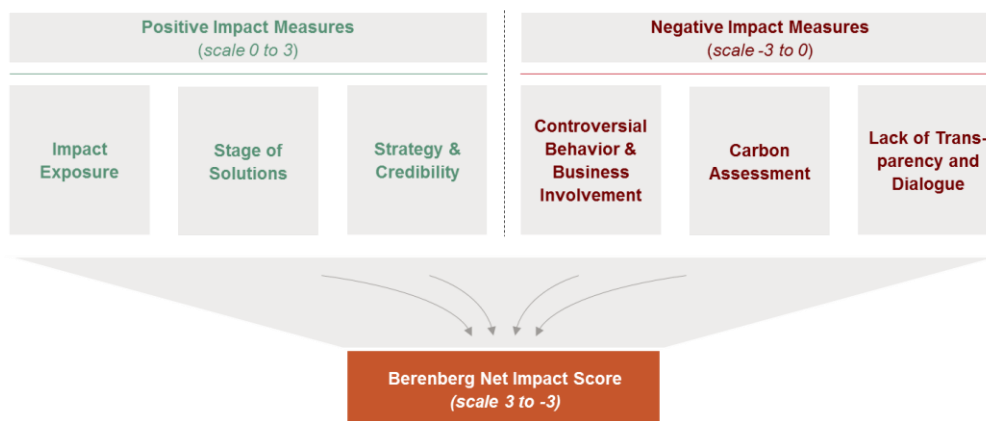 Positive Impact Measures
(scale 0 to 3)
Negative Impact Measures
(scale -3 to 0)
Impact
Exposure
Stage of
Solutions
Strategy &
Credibility
Controversial
Behavior &
Business
Involvement
Carbon
Assessment
Lack of Trans-
parency and
Dialogue
Berenberg Net Impact Score
(scale 3 to -3)